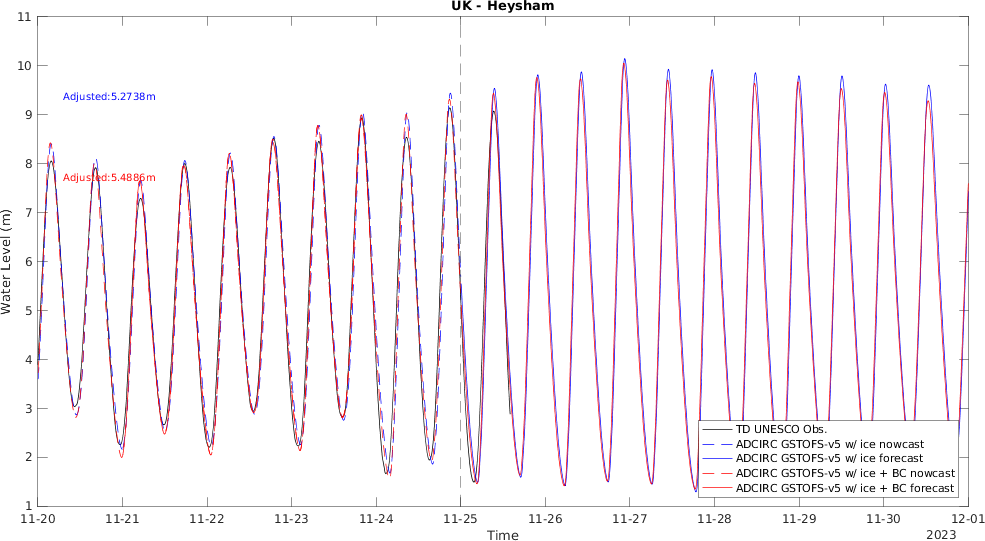 UK - Heysham
11
10
9
8
7
6
5
4
3
2
1
Water Level (m)
Adjusted:5.2738m
Adjusted:5.4886m
TD UNESCO Obs.
ADCIRC GSTOFS-v5 w/ ice nowcast
ADCIRC GSTOFS-v5 w/ ice forecast
ADCIRC GSTOFS-v5 w/ ice + BC nowcast
ADCIRC GSTOFS-v5 w/ ice + BC forecast
11-20 11-21 11-22 11-23 11-24 11-25 11-26 11-27 11-28 11-29 11-30 12-01
Time
2023